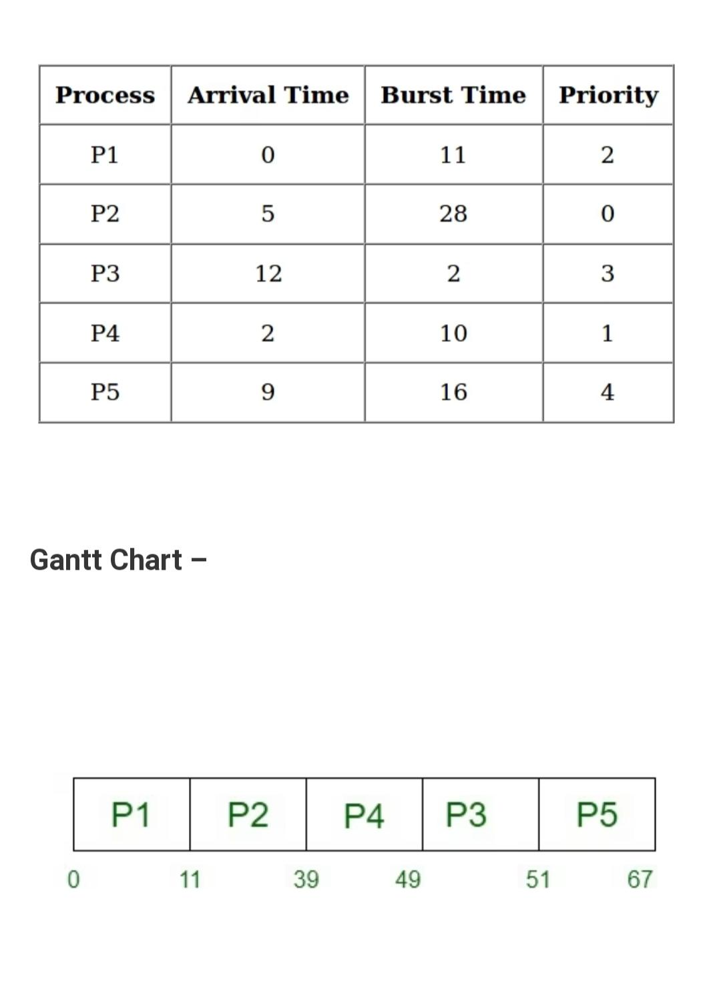 Process Arrival Time Burst Time Priority
P1 0 11 2
P2 5 28 0
P3 12 2 3
P4 2 10 1
P5 9 16 4
Gantt Chart –
P1 P2 P4 P3 P5
0 11 39 49 51 67